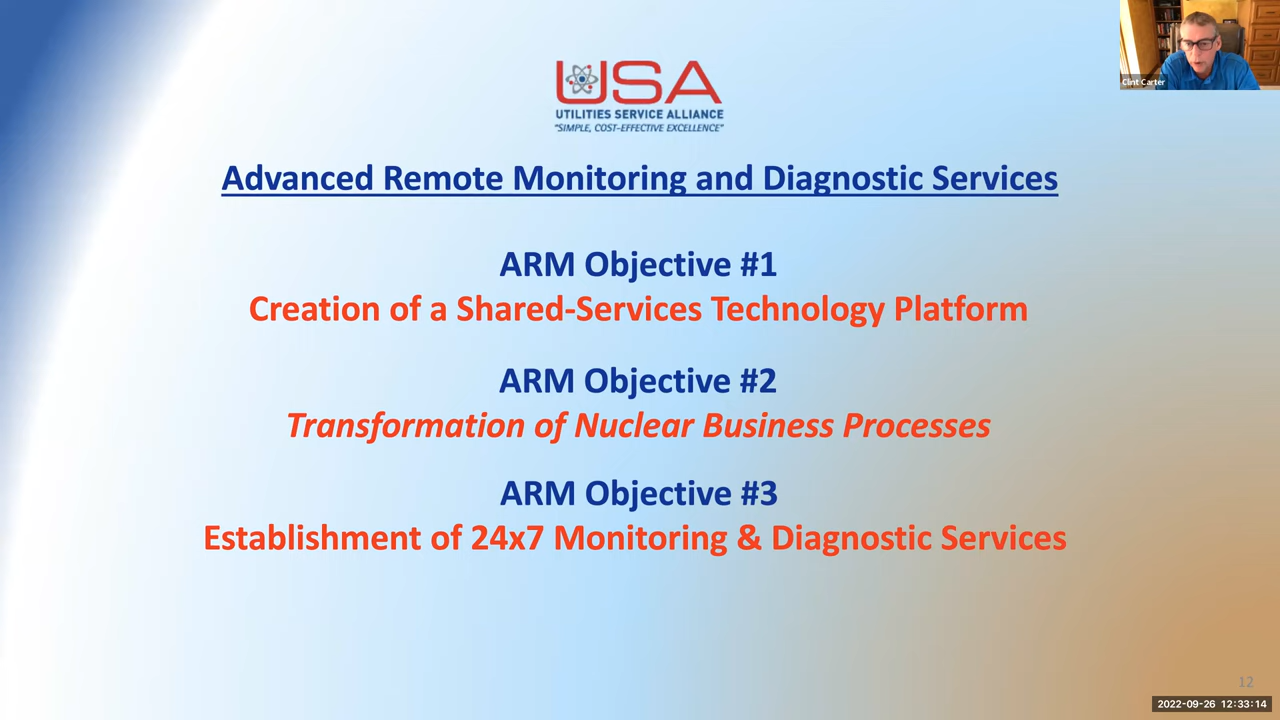 USA
UTILITIES SERVICE ALLIANCE
"SIMPLE, COST-EFFECTIVE EXCELLENCE"
Clint Carter
Advanced Remote Monitoring and Diagnostic Services
ARM Objective #1
Creation of a Shared-Services Technology Platform
ARM Objective #2
Transformation of Nuclear Business Processes
ARM Objective #3
Establishment of 24x7 Monitoring & Diagnostic Services
12
2022-09-26 12:33:14